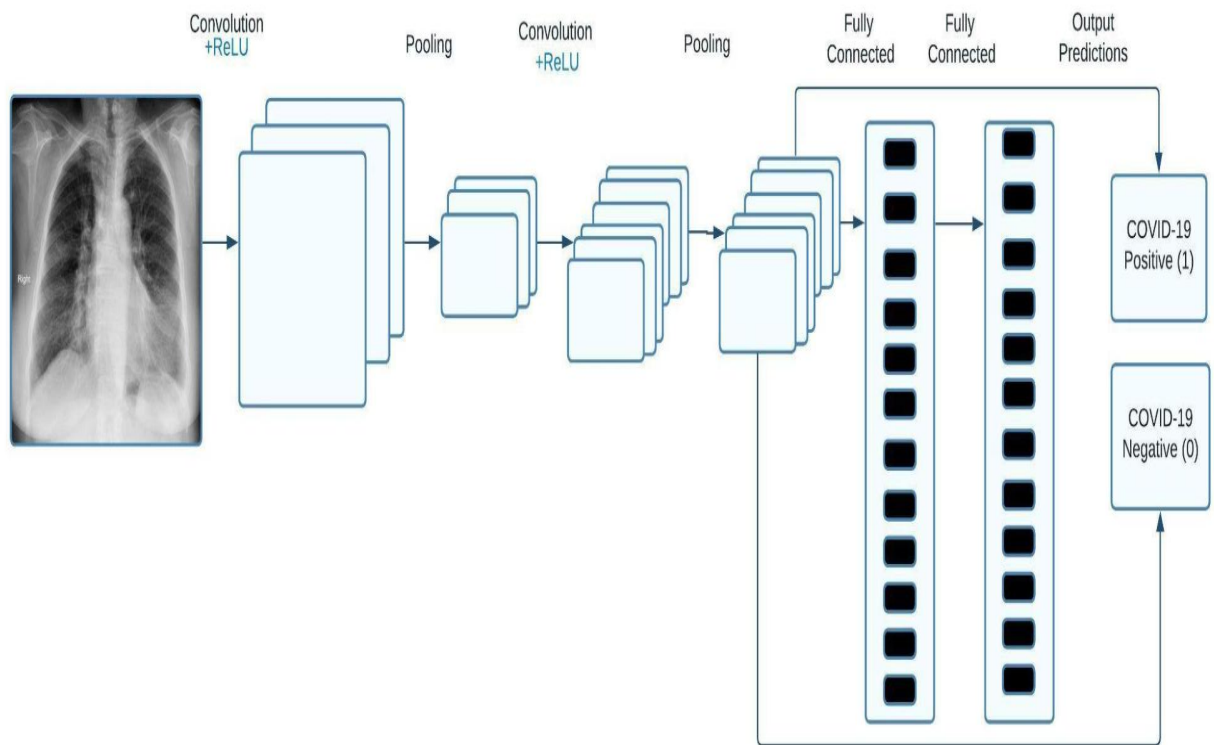 Convolution
+ReLU
Pooling
Convolution
+ReLU
Pooling
Fully
Connected
Fully
Connected
Output
Predictions
Right
COVID-19
Positive (1)
COVID-19
Negative (0)